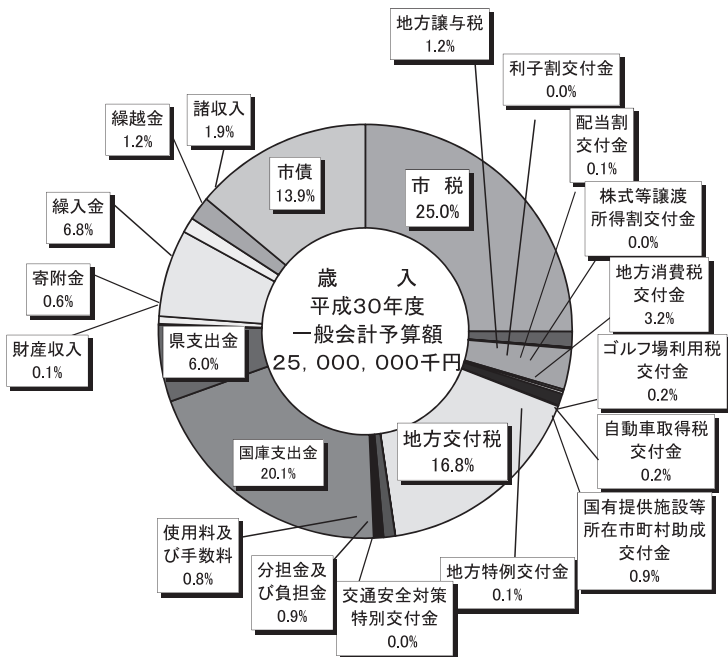 地方譲与税
1.2%
利子割交付金
0.0%
配当割
交付金
0.1%
株式等譲渡
所得割交付金
0.0%
地方消費税
交付金
3.2%
ゴルフ場利用税
交付金
0.2%
自動車取得税
交付金
0.2%
国有提供施設等
所在市町村助成
交付金
0.9%
地方特例交付金
0.1%
地方交付税
16.8%
交通安全対策
特別交付金
0.0%
分担金及
び負担金
0.9%
使用料及
び手数料
0.8%
国庫支出金
20.1%
県支出金
6.0%
財産収入
0.1%
寄附金
0.6%
繰入金
6.8%
繰越金
1.2%
諸収入
1.9%
市債
13.9%
市 税
25.0%
歳 入
平成30年度
一般会計予算額
25,000,000千円